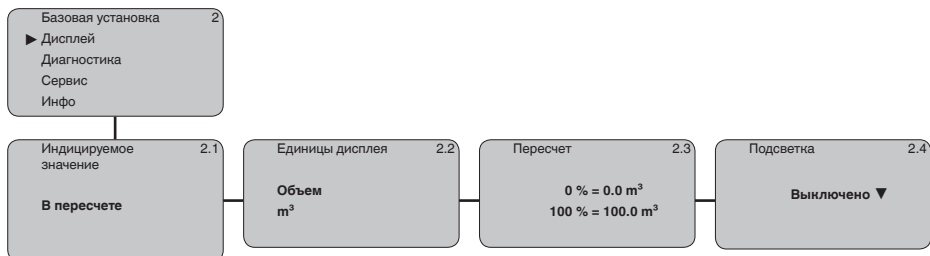 Базовая установка 2
▶ Дисплей
Диагностика
Сервис
Инфо
Индицируемое 2.1
значение
В пересчете
Единицы дисплея 2.2
Объем
m³
Пересчет 2.3
0 % = 0.0 m³
100 % = 100.0 m³
Подсветка 2.4
Выключено ▼